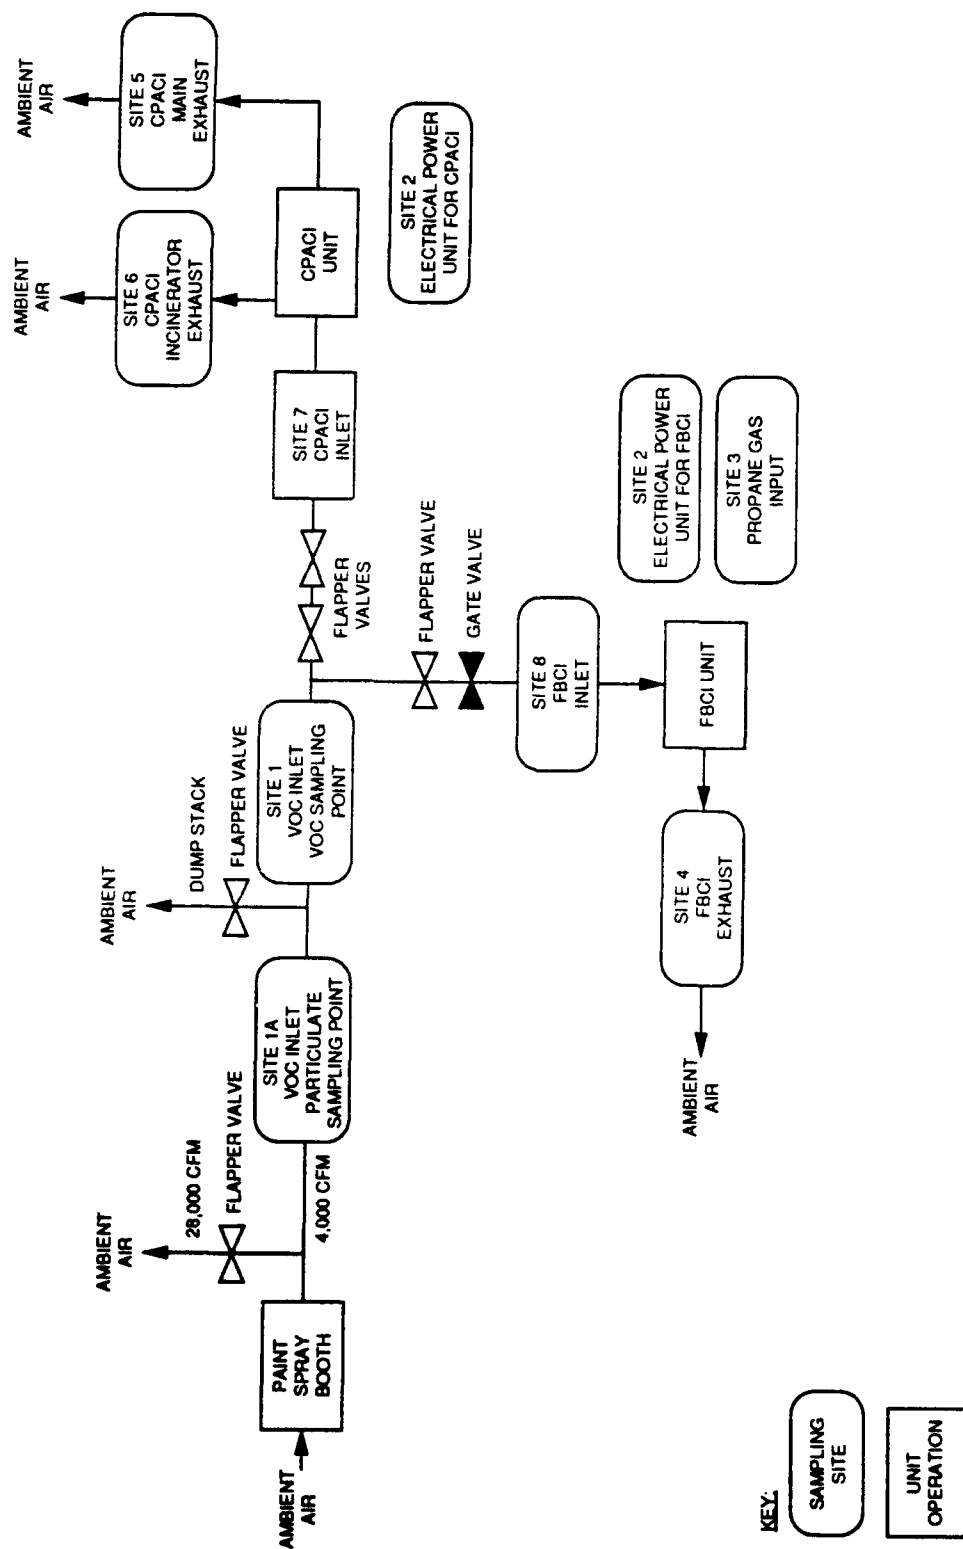 AMBIENT
AIR
PAINT
SPRAY
BOOTH
AMBIENT
AIR
28,000 CFM
FLAPPER VALVE
4,000 CFM
SITE 1A
VOC INLET
PARTICULATE
SAMPLING POINT
AMBIENT
AIR
DUMP STACK
FLAPPER VALVE
SITE 1
VOC INLET
VOC SAMPLING
POINT
FLAPPER
VALVES
SITE 7
CPACI
INLET
CPACI
UNIT
AMBIENT
AIR
SITE 6
CPACI
INCINERATOR
EXHAUST
AMBIENT
AIR
SITE 5
CPACI
MAIN
EXHAUST
SITE 2
ELECTRICAL POWER
UNIT FOR CPACI
FLAPPER VALVE
GATE VALVE
SITE 8
FBCI
INLET
FBCI UNIT
SITE 4
FBCI
EXHAUST
AMBIENT
AIR
SITE 2
ELECTRICAL POWER
UNIT FOR FBCI
SITE 3
PROPANE GAS
INPUT
KEY:
SAMPLING
SITE
UNIT
OPERATION